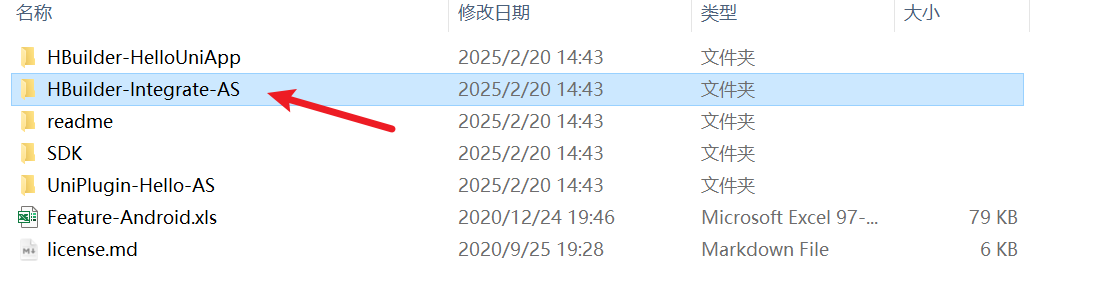 名称 修改日期 类型 大小
HBuilder-HelloUniApp 2025/2/20 14:43 文件夹
HBuilder-Integrate-AS 2025/2/20 14:43 文件夹
readme 2025/2/20 14:43 文件夹
SDK 2025/2/20 14:43 文件夹
UniPlugin-Hello-AS 2025/2/20 14:43 文件夹
Feature-Android.xls 2020/12/24 19:46 Microsoft Excel 97-... 79 KB
license.md 2020/9/25 19:28 Markdown File 6 KB